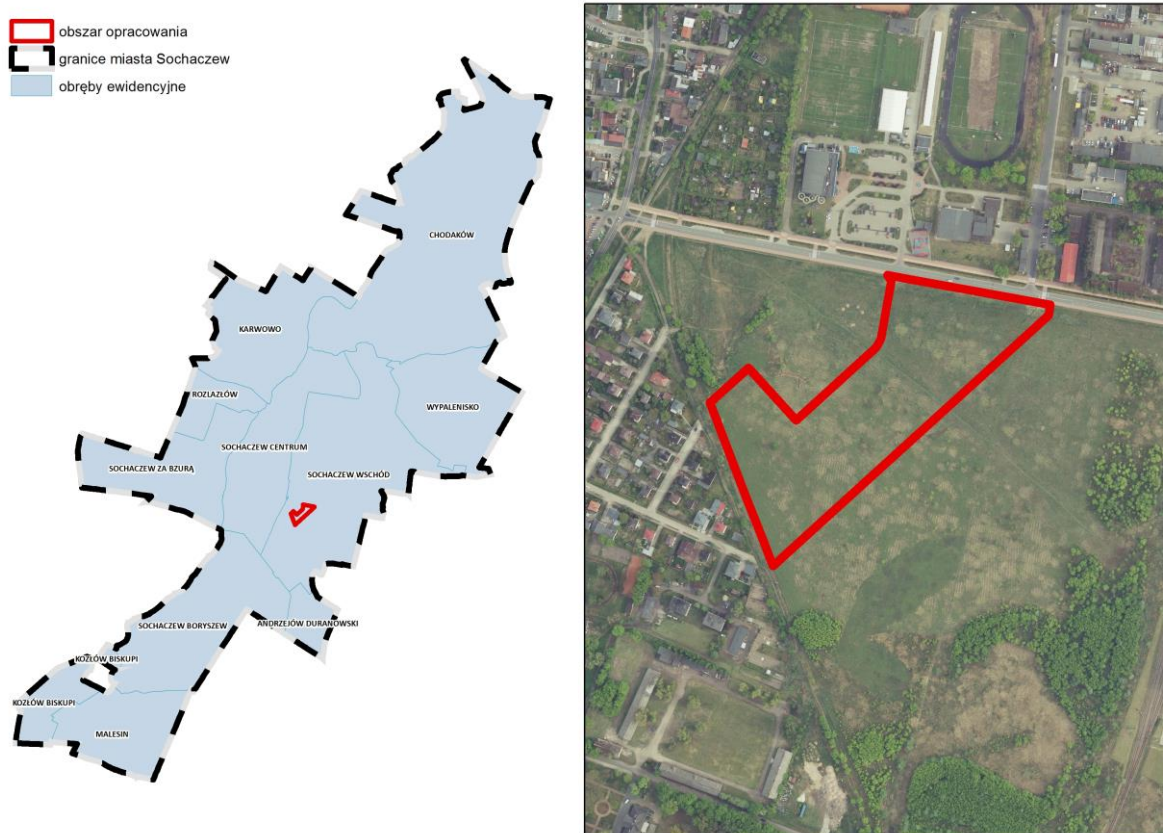 obszar opracowania
granice miasta Sochaczew
obręby ewidencyjne
CHODAKÓW
KARWOWO
ROZLAZŁÓW
WYPALENISKO
SOCHACZEW CENTRUM
SOCHACZEW ZA BZURĄ
SOCHACZEW WSCHÓD
SOCHACZEW BORYSZEW
ANDRZEJÓW DURANOWSKI
KOZŁÓW BISKUPI
KOZŁÓW BISKUPI
MALESIN